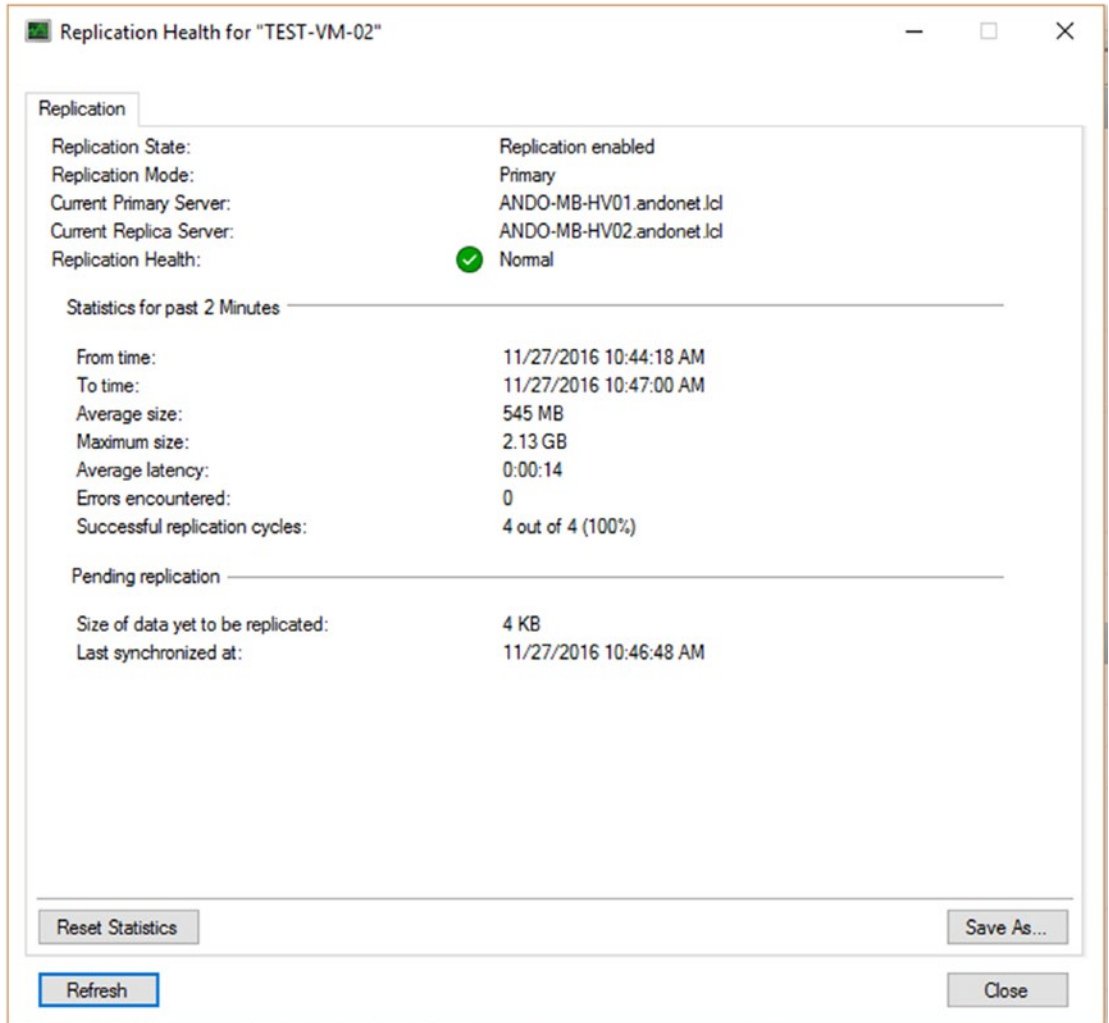 Replication Health for "TEST-VM-02"
Replication
Replication State: Replication enabled
Replication Mode: Primary
Current Primary Server: ANDO-MB-HV01.andonet.lcl
Current Replica Server: ANDO-MB-HV02.andonet.lcl
Replication Health: Normal
Statistics for past 2 Minutes
From time: 11/27/2016 10:44:18 AM
To time: 11/27/2016 10:47:00 AM
Average size: 545 MB
Maximum size: 2.13 GB
Average latency: 0:00:14
Errors encountered: 0
Successful replication cycles: 4 out of 4 (100%)
Pending replication
Size of data yet to be replicated: 4 KB
Last synchronized at: 11/27/2016 10:46:48 AM
Reset Statistics Save As...
Refresh Close